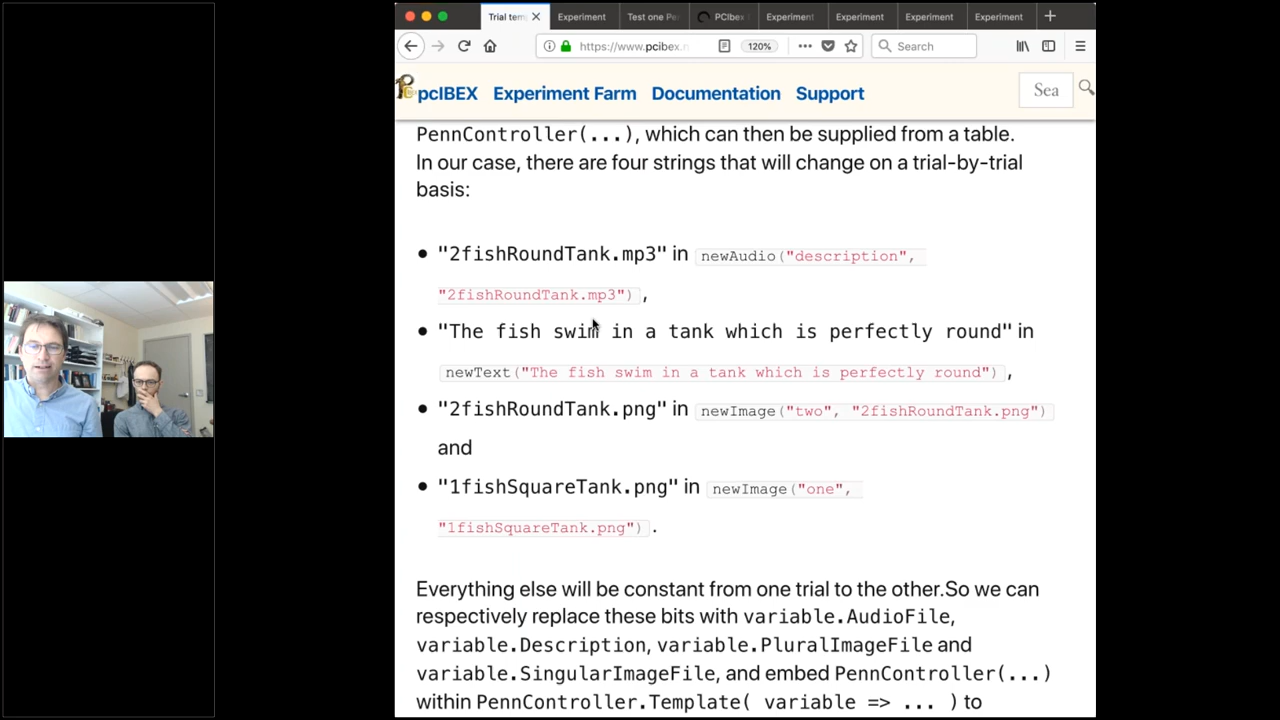 Trial tem
Experiment
Test one Pe
PCIbex
Experiment
Experiment
Experiment
Experiment
https://www.pcibex.
120%
Search
pcIBEX Experiment Farm Documentation Support
Sea
PennController(...), which can then be supplied from a table.
In our case, there are four strings that will change on a trial-by-trial
basis:
• "2fishRoundTank.mp3" in newAudio("description",
"2fishRoundTank.mp3") ,
• "The fish swim in a tank which is perfectly round" in
newText("The fish swim in a tank which is perfectly round") ,
• "2fishRoundTank.png" in newImage("two", "2fishRoundTank.png")
and
• "1fishSquareTank.png" in newImage("one",
"1fishSquareTank.png") .
Everything else will be constant from one trial to the other.So we can
respectively replace these bits with variable.AudioFile,
variable.Description, variable.PluralImageFile and
variable.SingularImageFile, and embed PennController(...)
within PennController.Template( variable => ... ) to